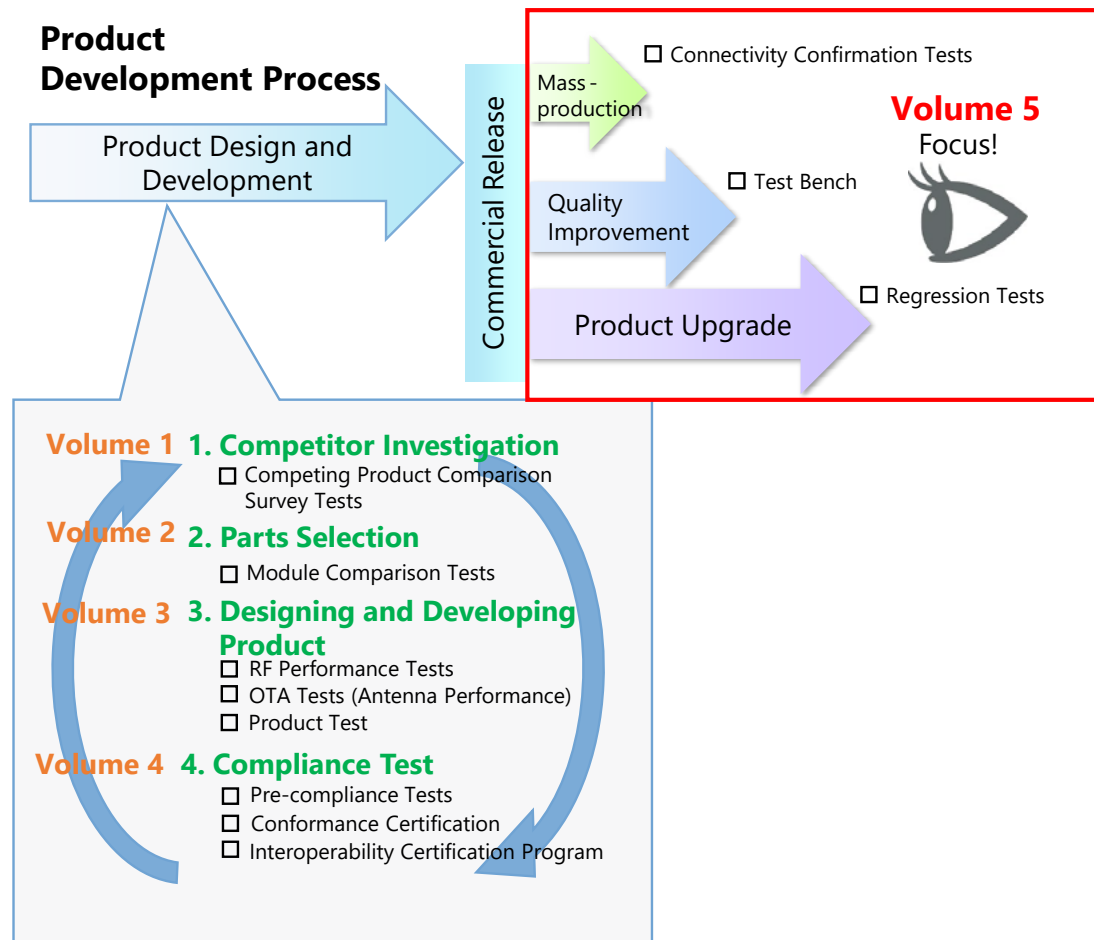 Product
Development Process
Product Design and
Development
Commercial Release
Mass-
production
Connectivity Confirmation Tests
Volume 5
Focus!
Quality
Improvement
Test Bench
Product Upgrade
Regression Tests
Volume 1 1. Competitor Investigation
Competing Product Comparison
Survey Tests
Volume 2 2. Parts Selection
Module Comparison Tests
Volume 3 3. Designing and Developing
Product
RF Performance Tests
OTA Tests (Antenna Performance)
Product Test
Volume 4 4. Compliance Test
Pre-compliance Tests
Conformance Certification
Interoperability Certification Program